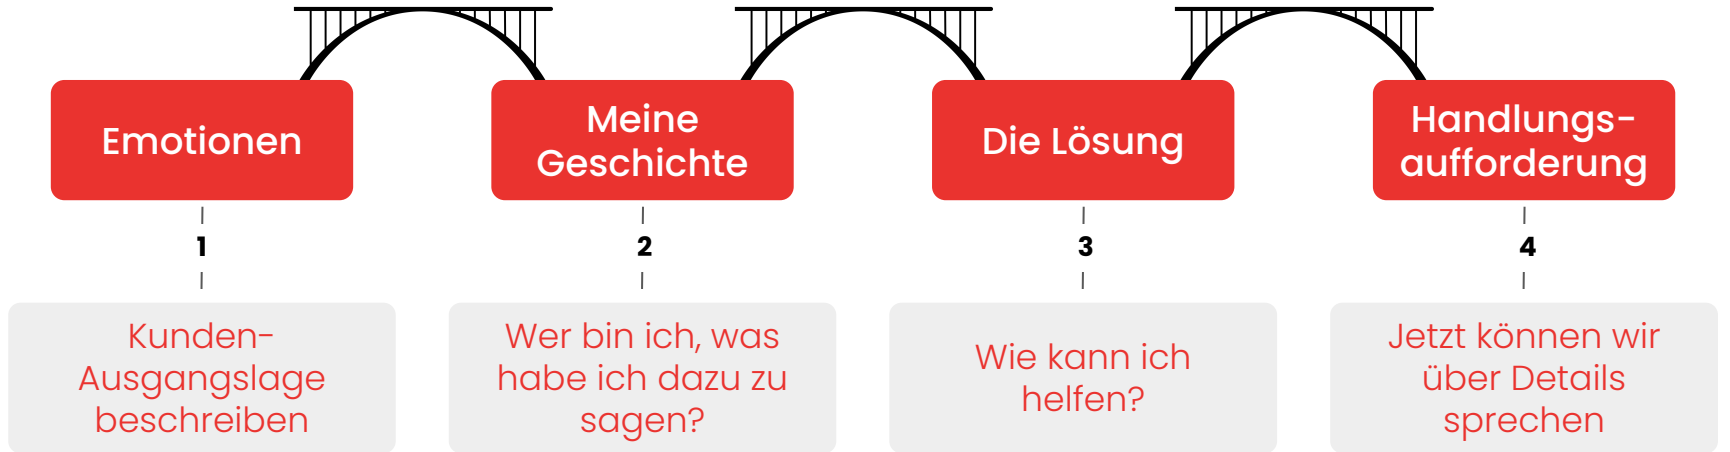 Emotionen
1
Kunden-
Ausgangslage
beschreiben
Meine
Geschichte
2
Wer bin ich, was
habe ich dazu zu
sagen?
Die Lösung
3
Wie kann ich
helfen?
Handlungs-
aufforderung
4
Jetzt können wir
über Details
sprechen